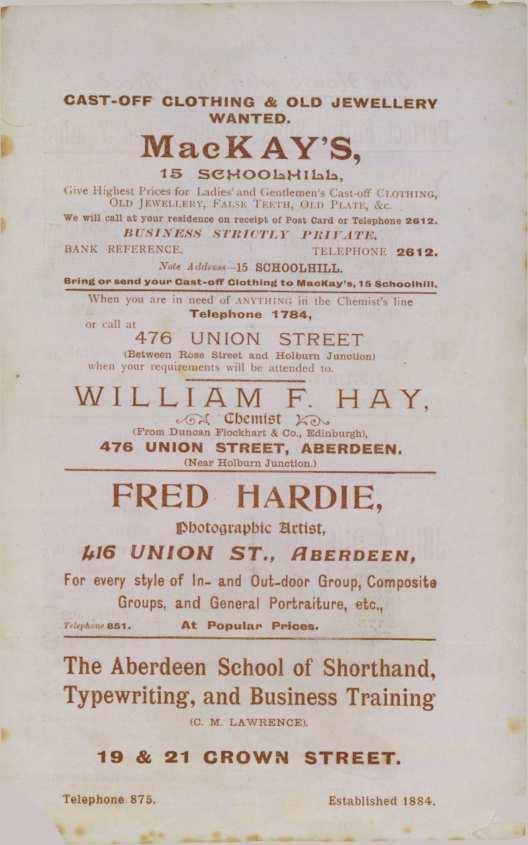 CAST-OFF CLOTHING & OLD JEWELLERY
WANTED.
MacKAY'S,
15 SCHOOLHILL,
Give Highest Prices for Ladies' and Gentlemen's Cast-off CLOTHING,
OLD JEWELLERY, FALSE TEETH, OLD PLATE, &c.
We will call at your residence on receipt of Post Card or Telephone 2612.
BUSINESS STRICTLY PRIVATE.
BANK REFERENCE. TELEPHONE 2612.
Note Address—15 SCHOOLHILL.
Bring or send your Cast-off Clothing to MacKay's, 15 Schoolhill.
When you are in need of ANYTHING in the Chemist's line
Telephone 1784,
or call at
476 UNION STREET
(Between Rose Street and Holburn Junction)
when your requirements will be attended to.
WILLIAM F. HAY,
Chemist
(From Duncan Flockhart & Co., Edinburgh),
476 UNION STREET, ABERDEEN.
(Near Holburn Junction.)
FRED HARDIE,
Photographic Artist,
416 UNION ST., ABERDEEN,
For every style of In- and Out-door Group, Composite
Groups, and General Portraiture, etc.,
Telephone 851. At Popular Prices.
The Aberdeen School of Shorthand,
Typewriting, and Business Training
(C. M. LAWRENCE).
19 & 21 CROWN STREET.
Telephone 875. Established 1884.